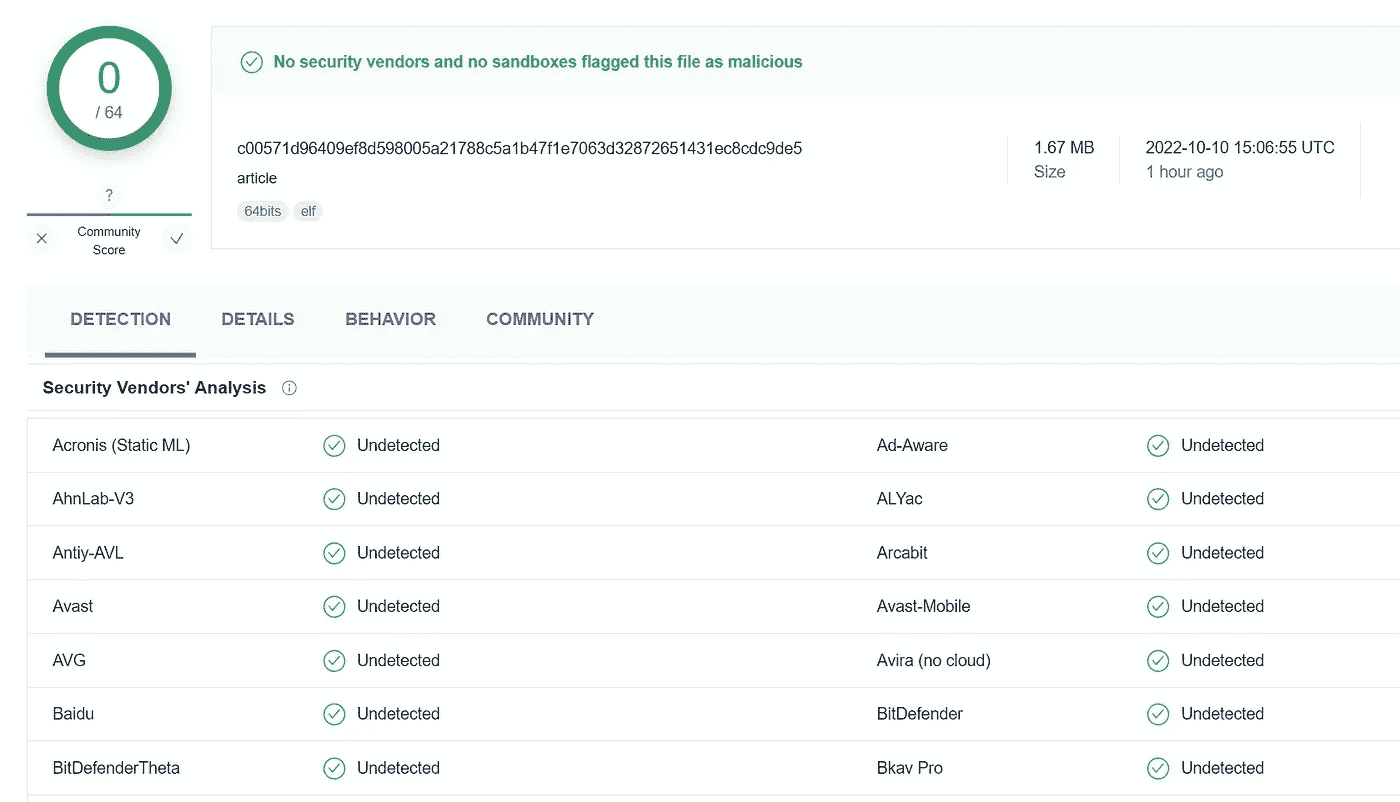 0
/ 64
?
Community
Score
No security vendors and no sandboxes flagged this file as malicious
c00571d96409ef8d598005a21788c5a1b47f1e7063d32872651431ec8cdc9de5
article
64bits elf
1.67 MB
Size
2022-10-10 15:06:55 UTC
1 hour ago
DETECTION DETAILS BEHAVIOR COMMUNITY
Security Vendors' Analysis
Acronis (Static ML) Undetected Ad-Aware Undetected
AhnLab-V3 Undetected ALYac Undetected
Antiy-AVL Undetected Arcabit Undetected
Avast Undetected Avast-Mobile Undetected
AVG Undetected Avira (no cloud) Undetected
Baidu Undetected BitDefender Undetected
BitDefenderTheta Undetected Bkav Pro Undetected